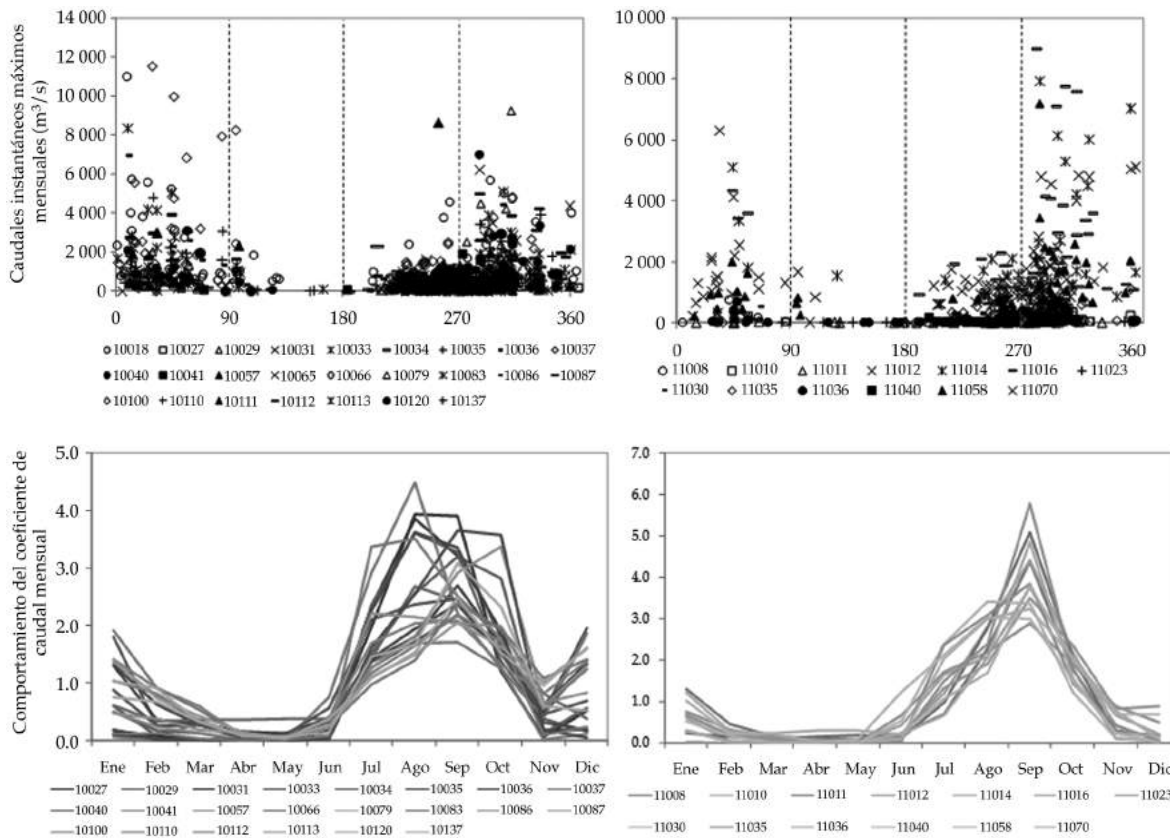 Caudales instantáneos máximos
mensuales (m³/s)
14 000
12 000
10 000
8 000
6 000
4 000
2 000
0
0 90 180 270 360
10018 10027 10029 10031 10033 10034 10035 10036 10037
10040 10041 10057 10065 10066 10079 10083 10086 10087
10100 10110 10111 10112 10113 10120 10137
10 000
8 000
6 000
4 000
2 000
0
0 90 180 270 360
11008 11010 11011 11012 11014 11016 11023
11030 11035 11036 11040 11058 11070
Comportamiento del coeficiente de
caudal mensual
5.0
4.0
3.0
2.0
1.0
0.0
Ene Feb Mar Abr May Jun Jul Ago Sep Oct Nov Dic
10027 10029 10031 10033 10034 10035 10036 10037
10040 10041 10057 10066 10079 10083 10086 10087
10100 10110 10112 10113 10120 10137
7.0
6.0
5.0
4.0
3.0
2.0
1.0
0.0
Ene Feb Mar Abr May Jun Jul Ago Sep Oct Nov Dic
11008 11010 11011 11012 11014 11016 11023
11030 11035 11036 11040 11058 11070